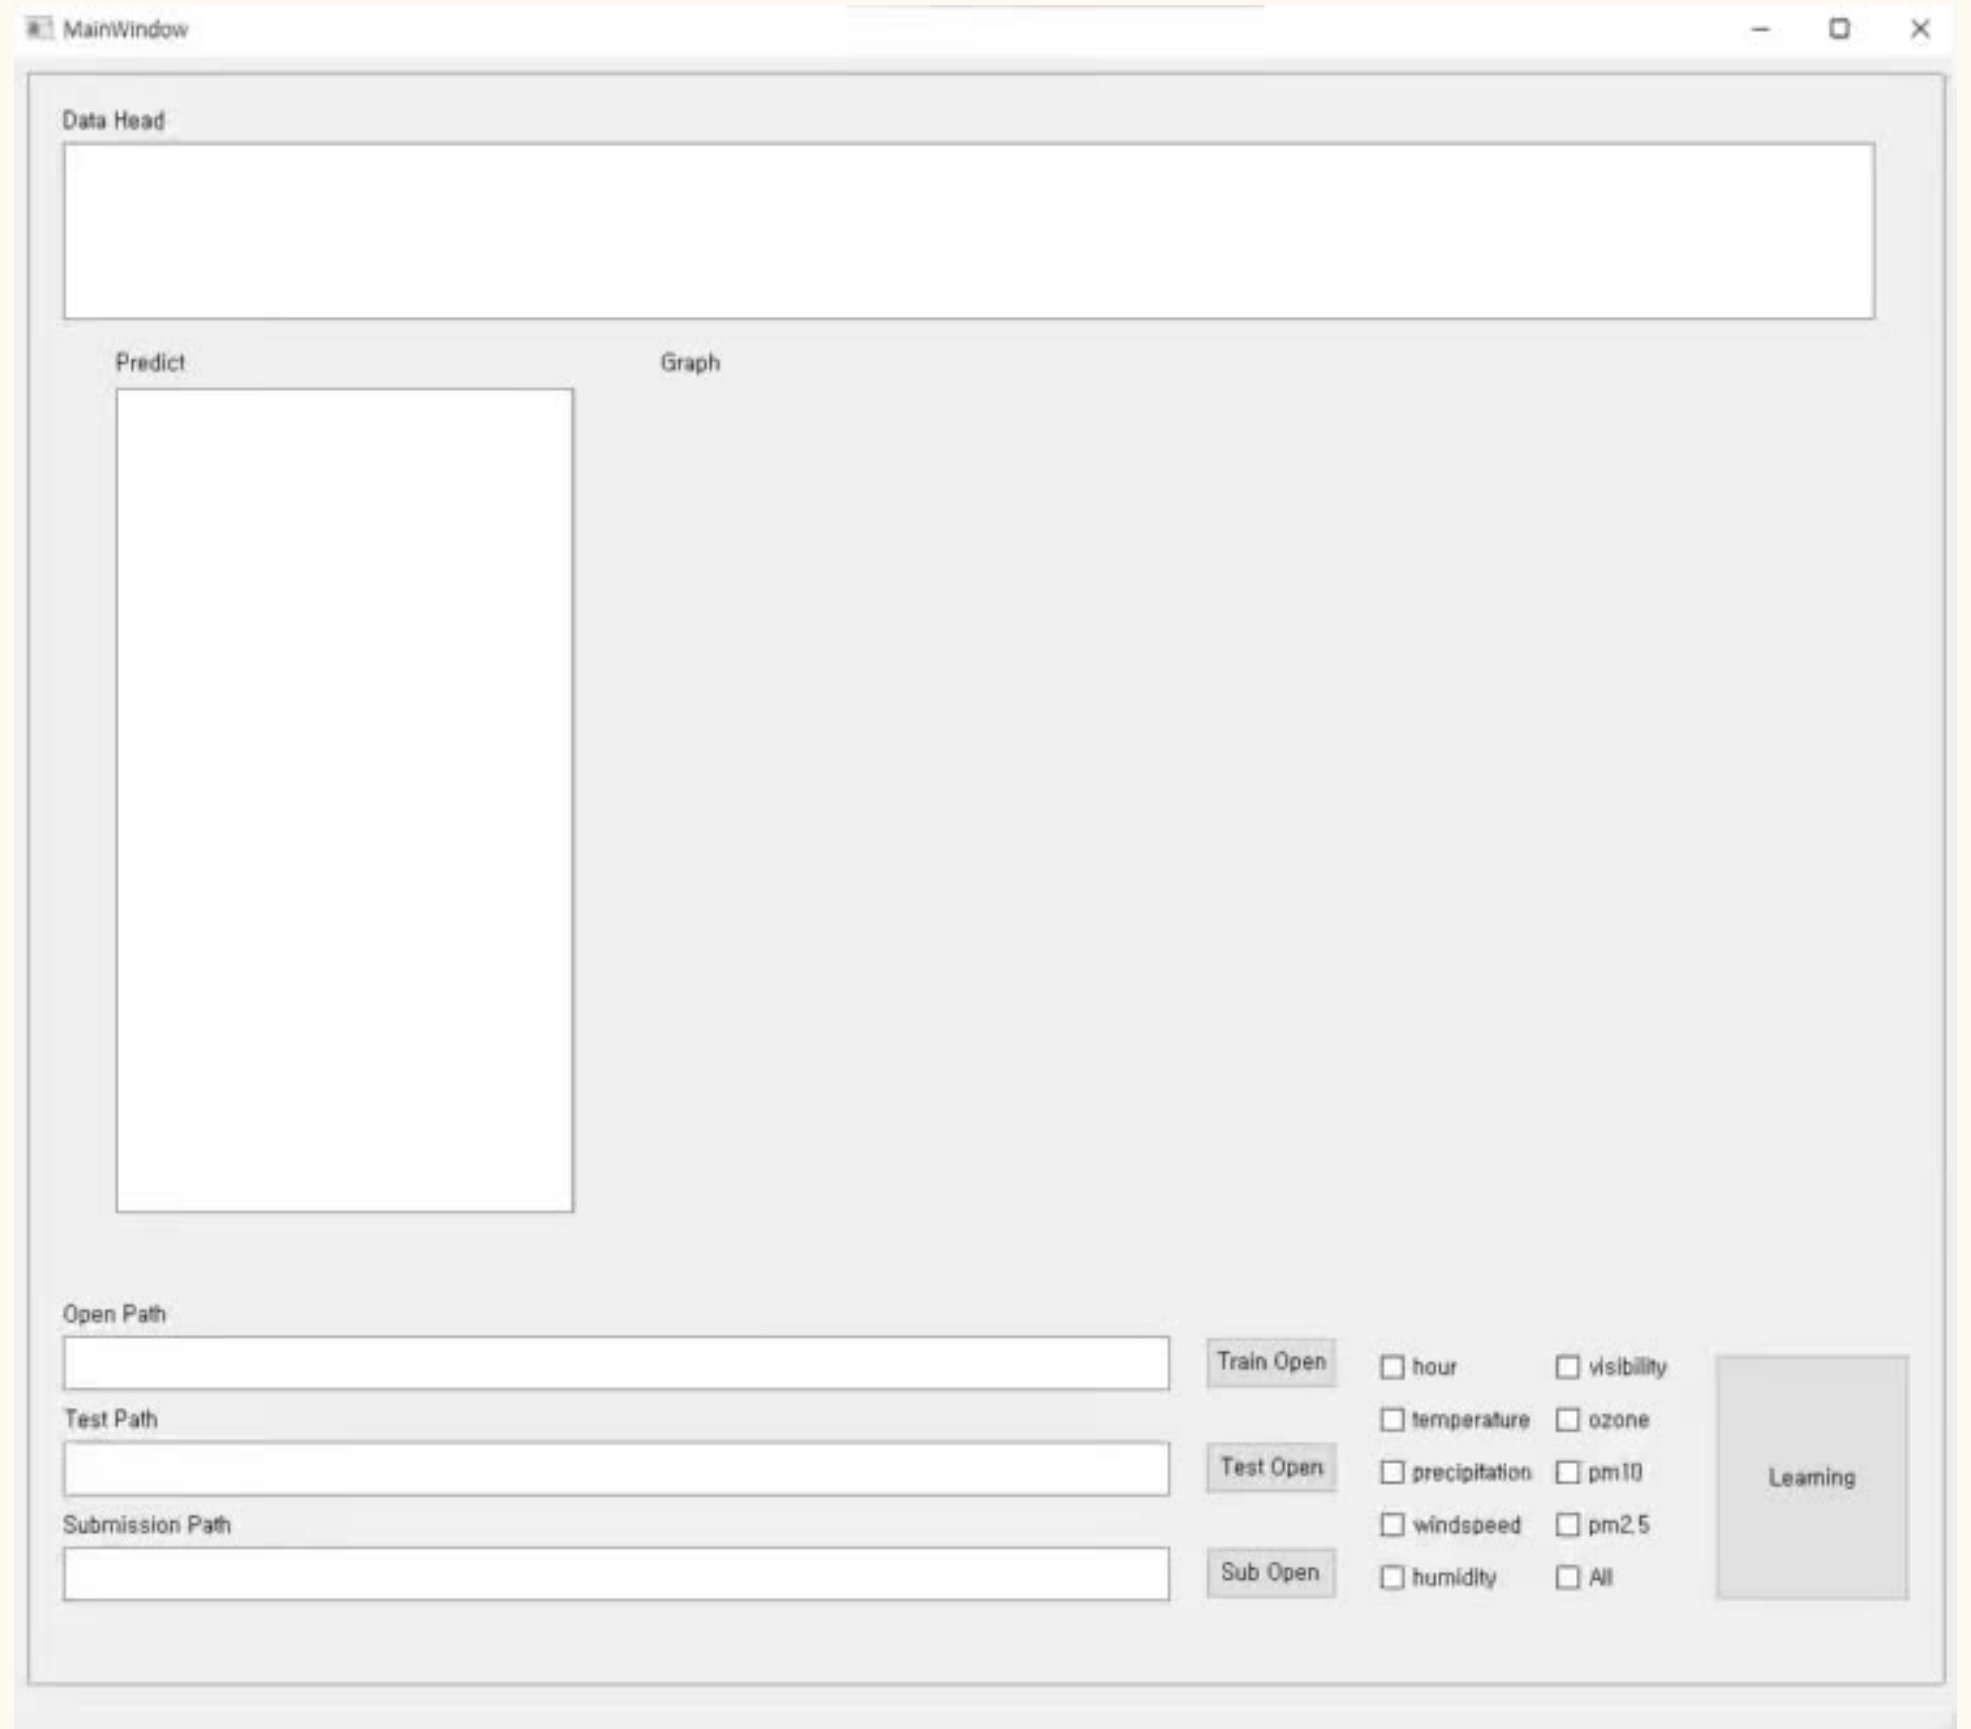 MainWindow
Data Head
Predict
Graph
Open Path
Train Open
hour
visibility
Test Path
temperature
ozone
Test Open
precipitation
pm10
Learning
Submission Path
windspeed
pm2.5
Sub Open
humidity
All